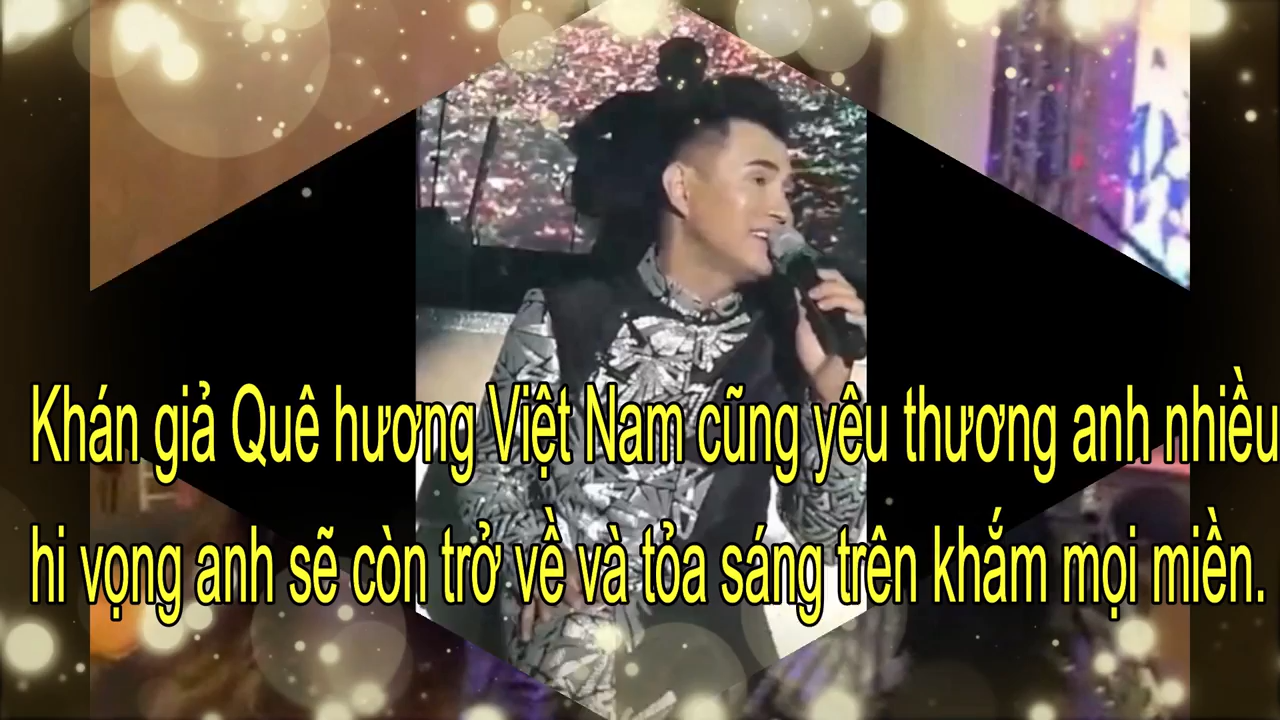 Khán giả Quê hương Việt Nam cũng yêu thương anh nhiều
hi vọng anh sẽ còn trở về và tỏa sáng trên khắm mọi miền.